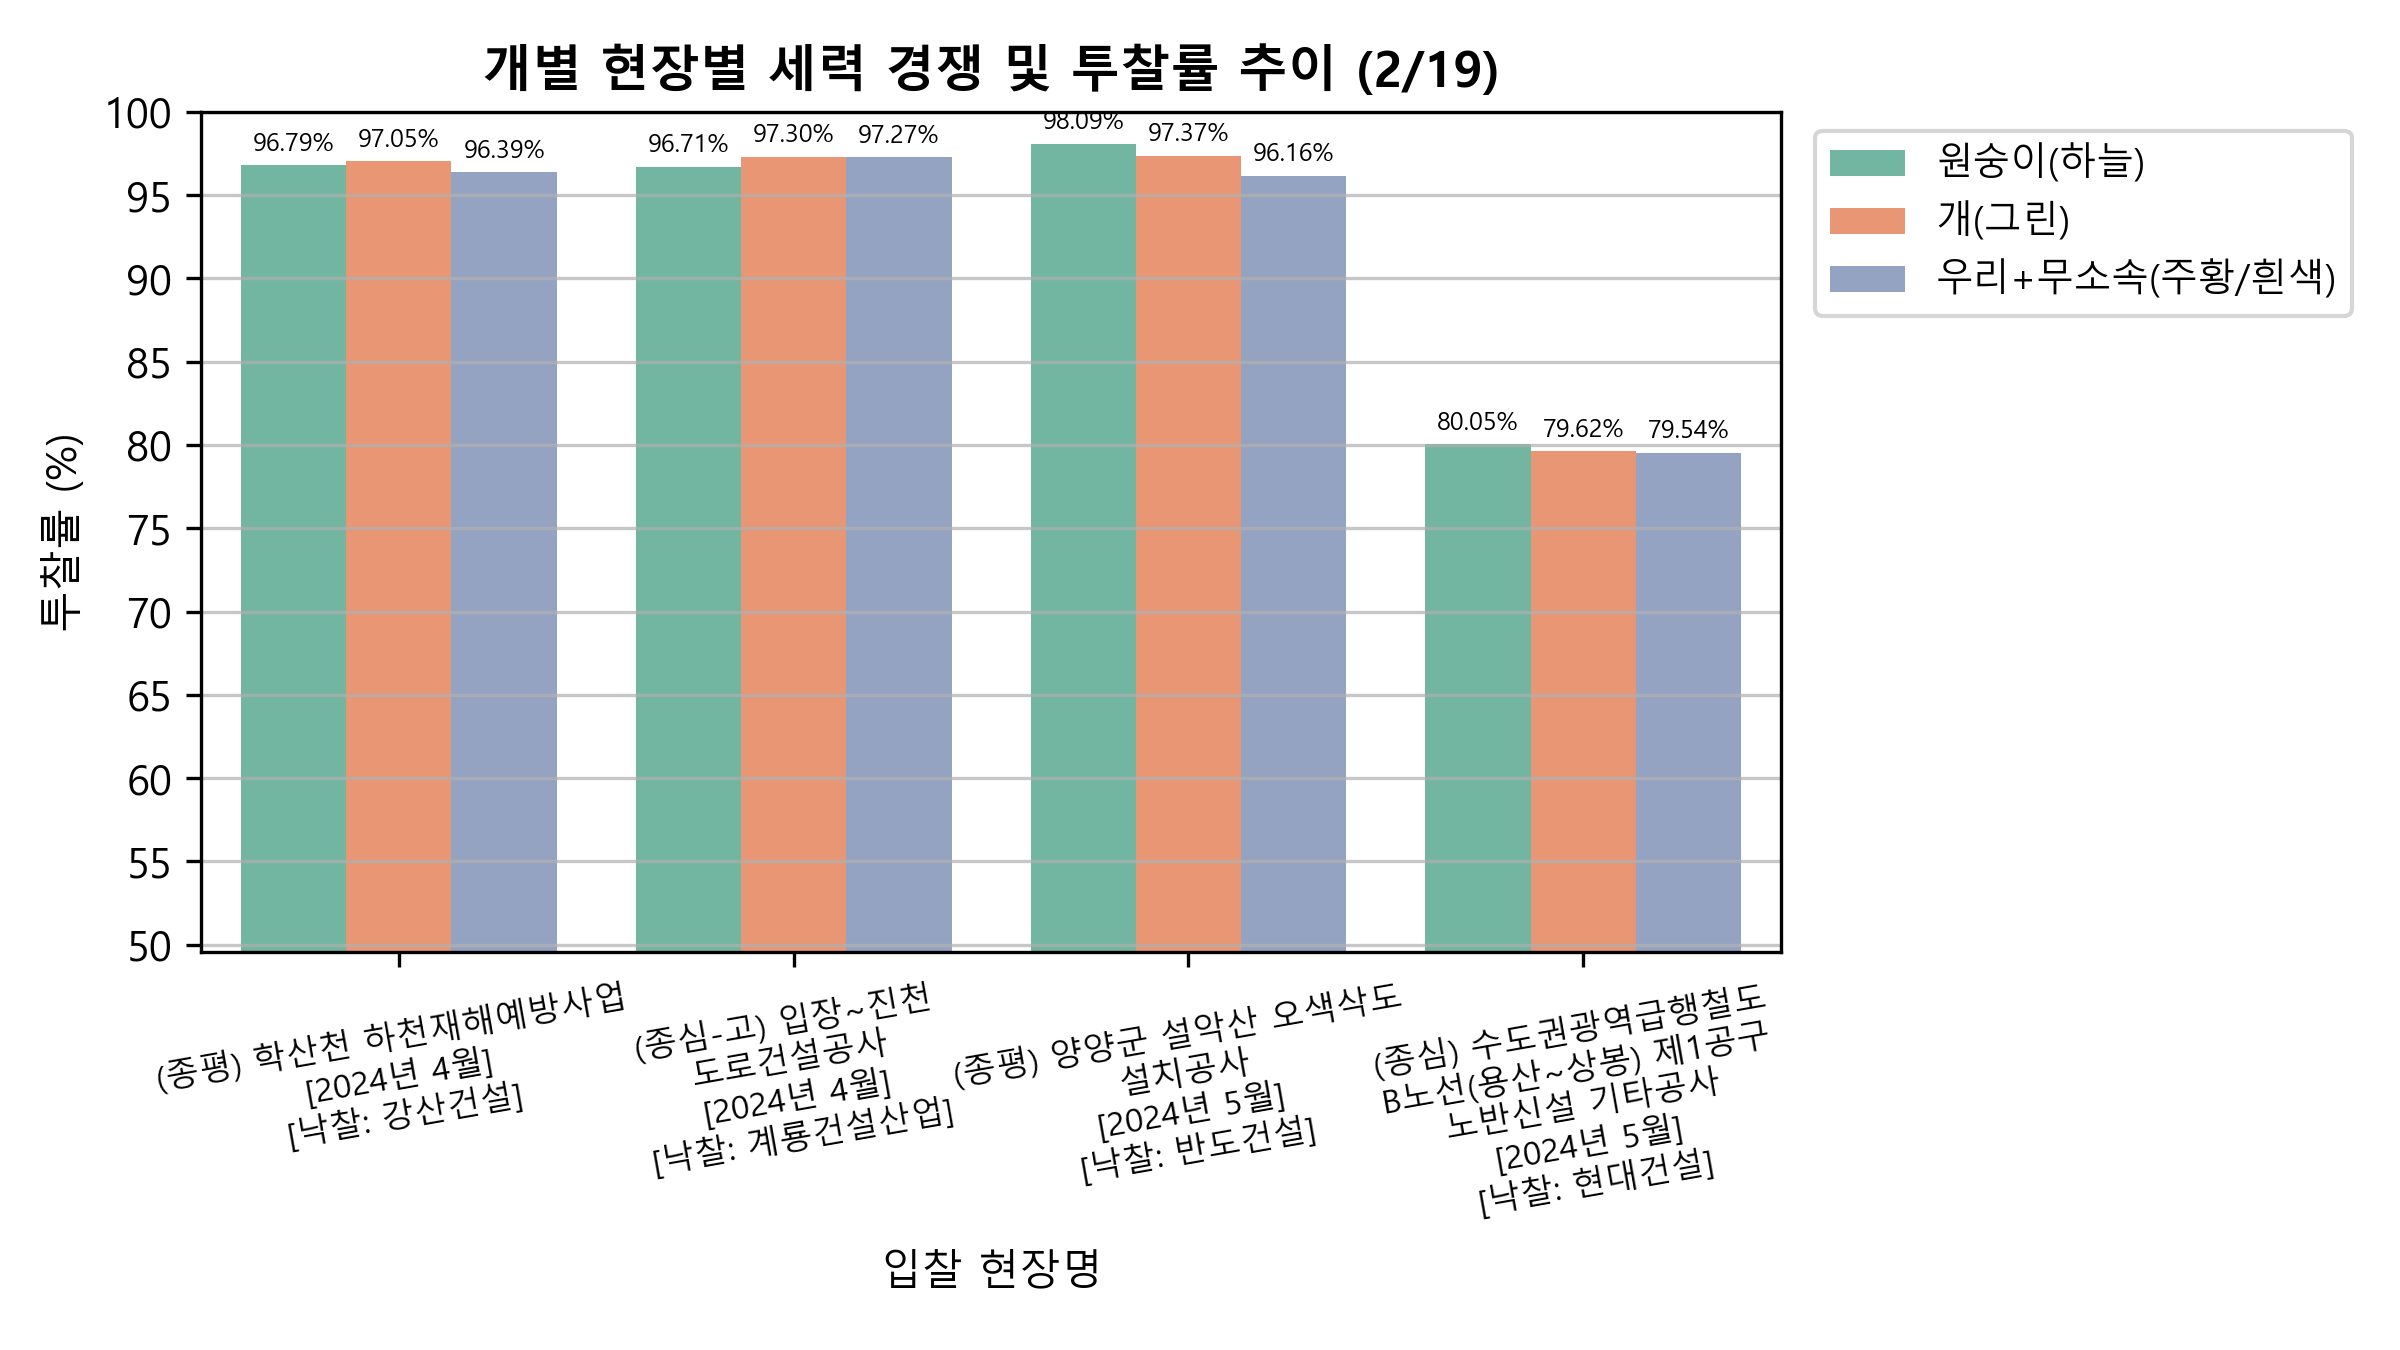 개별 현장별 세력 경쟁 및 투찰률 추이 (2/19)
100
95
90
85
80
75
70
65
60
55
50
투찰률 (%)
96.79%
97.05%
96.39%
96.71%
97.30%
97.27%
98.09%
97.37%
96.16%
80.05%
79.62%
79.54%
원숭이(하늘)
개(그린)
우리+무소속(주황/흰색)
(종평) 학산천 하천재해예방사업
[2024년 4월]
[낙찰: 강산건설]
(종심-고) 입장~진천
도로건설공사
[2024년 4월]
[낙찰: 계룡건설산업]
(종평) 양양군 설악산 오색삭도
설치공사
[2024년 5월]
[낙찰: 반도건설]
(종심) 수도권광역급행철도
B노선(용산~상봉) 제1공구
노반신설 기타공사
[2024년 5월]
[낙찰: 현대건설]
입찰 현장명